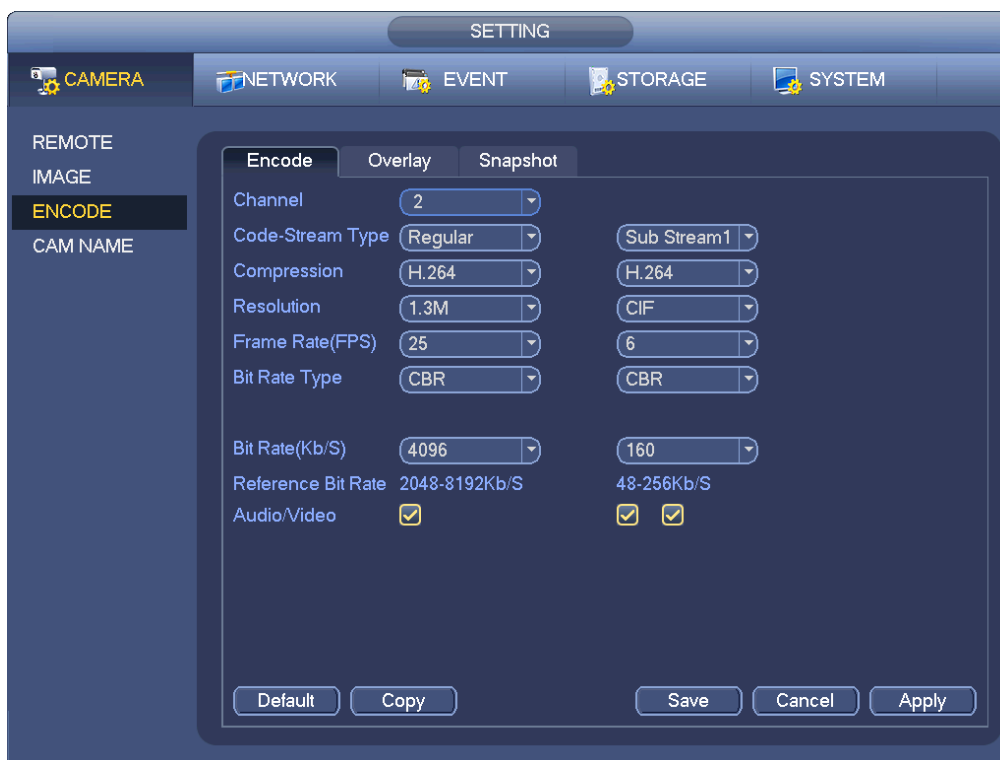 SETTING
CAMERA NETWORK EVENT STORAGE SYSTEM
REMOTE
IMAGE
ENCODE
CAM NAME
Encode Overlay Snapshot
Channel 2
Code-Stream Type Regular Sub Stream1
Compression H.264 H.264
Resolution 1.3M CIF
Frame Rate(FPS) 25 6
Bit Rate Type CBR CBR
Bit Rate(Kb/S) 4096 160
Reference Bit Rate 2048-8192Kb/S 48-256Kb/S
Audio/Video
Default Copy Save Cancel Apply